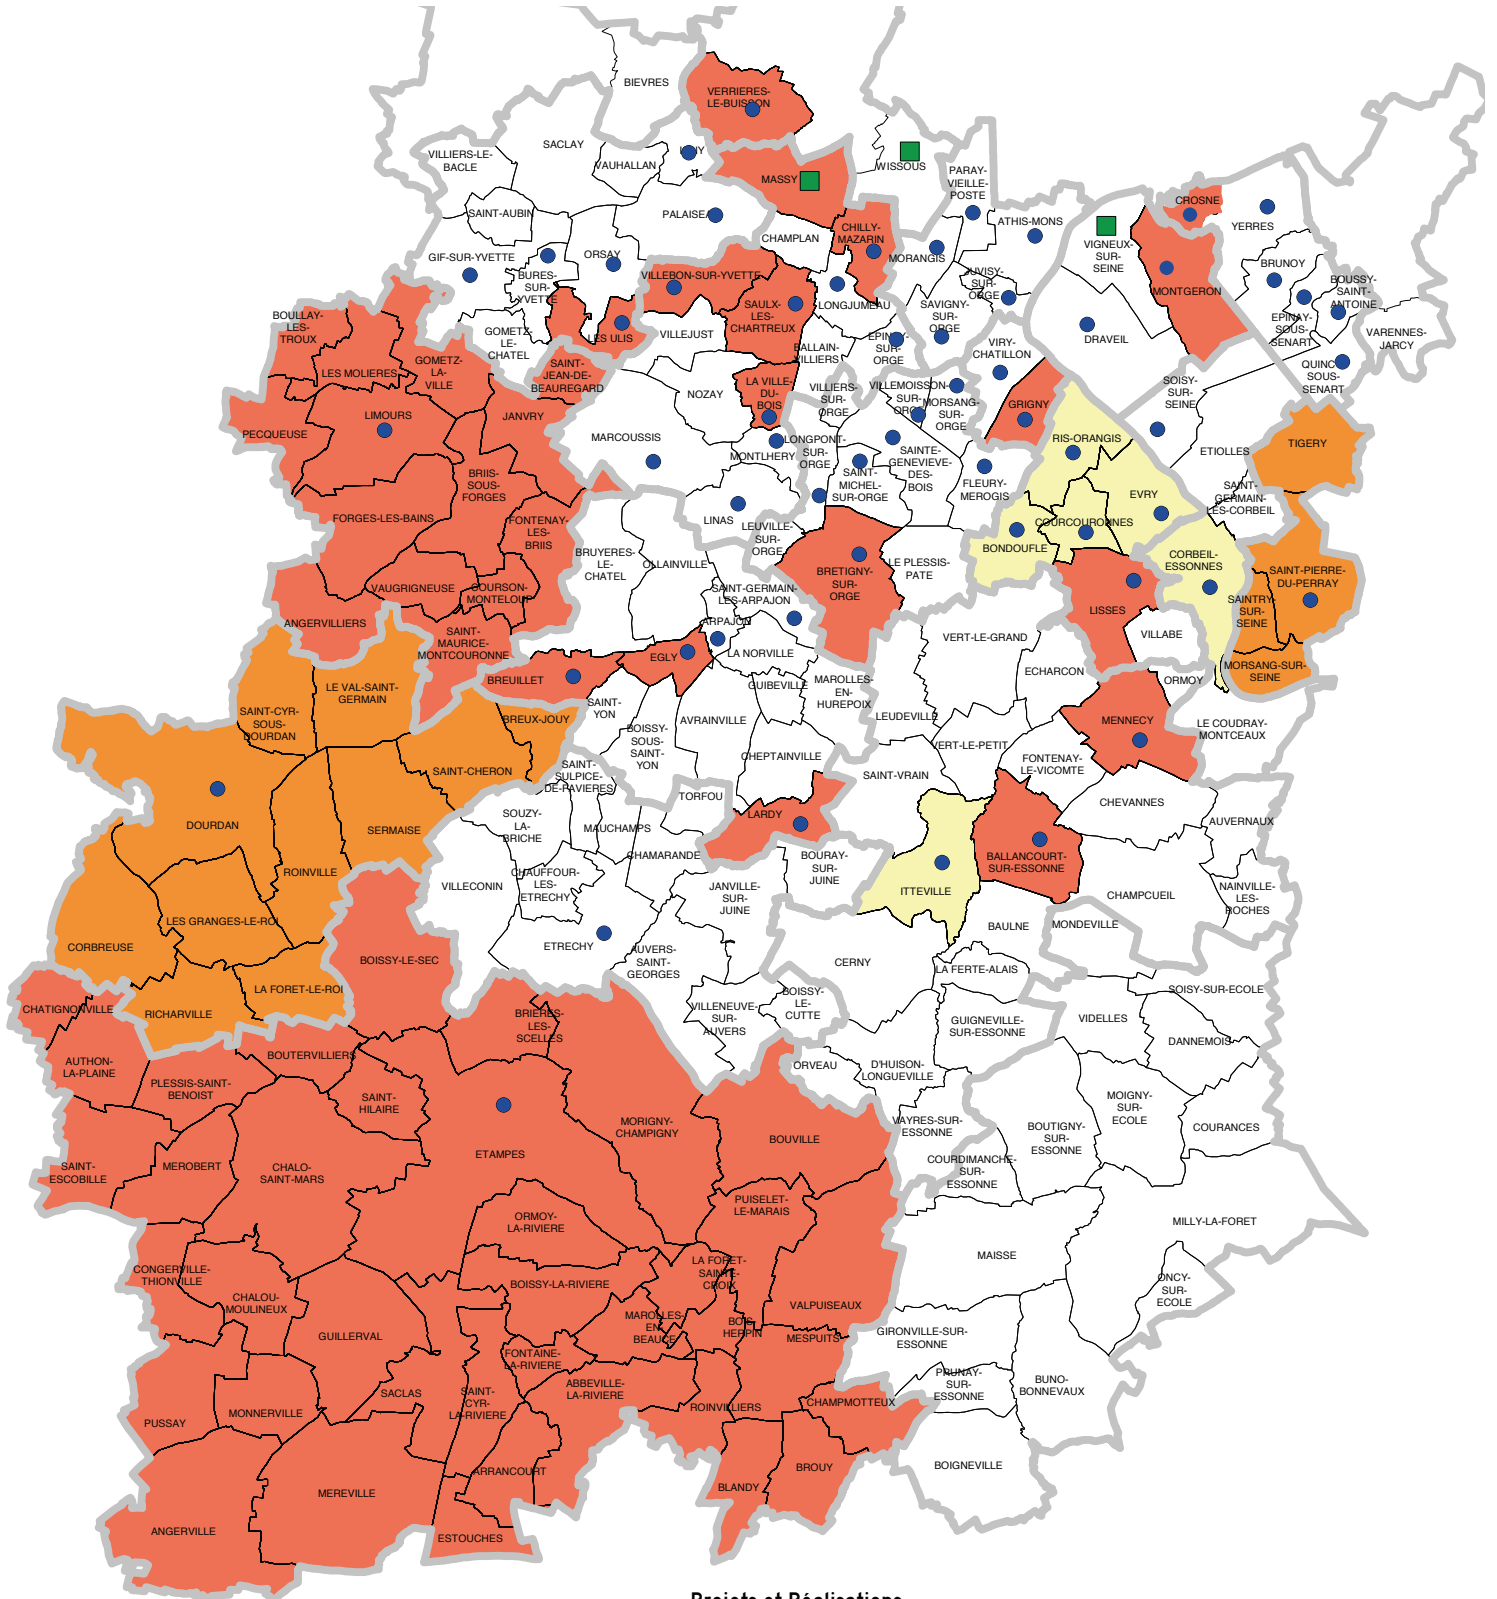 BIEVRES
VERRIERES-
LE-BUISSON
SACLAY
VILLIERS-LE-
BACLE
VAUHALLAN
WISSOUS
MASSY
PARAY-
VIEILLE-
POSTE
SAINT-AUBIN
PALAISEAU
CROSNE
ATHIS-MONS
YERRES
CHILLY-
MAZARIN
CHAMPLAN
VIGNEUX-
SUR-
SEINE
GIF-SUR-YVETTE
ORSAY
MORANGIS
BRUNOY
BURES-
SUR-
YVETTE
VILLEBON-SUR-YVETTE
JUVISY-
SUR-
ORGE
MONTGERON
BOUSSY-
SAINT-
ANTOINE
SAULX-
LES-
CHARTREUX
LONGJUMEAU
SAVIGNY-
SUR-
ORGE
EPINAY-
SOUS-
SENART
BOULLAY-
LES-
TROUX
GOMETZ-
LE-
CHATEL
LES ULIS
VILLEJUST
BALLAIN-
VILLIERS
EPINAY-
SUR-
ORGE
VIRY-
CHATILLON
DRAVEIL
VARENNES-
JARCY
LES MOLIERES
GOMETZ-
LA-
VILLE
SAINT-
JEAN-DE-
BEAUREGARD
NOZAY
LA VILLE-
DU-
BOIS
VILLIERS-
SUR-
ORGE
VILLEMOISSON-
SUR-
ORGE
MORSANG-
SUR-
ORGE
GRIGNY
SOISY-
SUR-
SEINE
QUINCY-
SOUS-
SENART
LIMOURS
JANVRY
PECQUEUSE
MARCOUSSIS
MONTLHERY
LONGPONT-
SUR-
ORGE
SAINTE-
GENEVIEVE-
DES-
BOIS
RIS-ORANGIS
ETIOLLES
TIGERY
BRIIS-
SOUS-
FORGES
SAINT-
MICHEL-
SUR-ORGE
FLEURY-
MEROGIS
EVRY
SAINT-
GERMAIN-
LES-CORBEIL
FORGES-LES-BAINS
FONTENAY-
LES-
BRIIS
LINAS
LEUVILLE-
SUR-
ORGE
COURCOURONNES
BONDOUFLE
BRUYERES-
LE-
CHATEL
OLLAINVILLE
BRETIGNY-
SUR-
ORGE
LE PLESSIS-
PATE
CORBEIL-
ESSONNES
SAINT-PIERRE-
DU-PERRAY
VAUGRIGNEUSE
COURSON-
MONTELOUP
SAINT-GERMAIN-
LES-ARPAJON
LISSES
SAINTRY-
SUR-
SEINE
ANGERVILLIERS
ARPAJON
SAINT-
MAURICE-
MONTCOURONNE
EGLY
LA NORVILLE
VERT-LE-GRAND
VILLABE
BREUILLET
GUIBEVILLE
MAROLLES-
EN-
HUREPOIX
ECHARCON
ORMOY
MORSANG-SUR-
SEINE
LE VAL-SAINT-
GERMAIN
SAINT-CYR-
SOUS-
DOURDAN
BREUX-JOUY
SAINT-
YON
BOISSY-
SOUS-
SAINT-
YON
AVRAINVILLE
LEUDEVILLE
MENNECY
LE COUDRAY-
MONTCEAUX
VERT-LE-PETIT
SAINT-CHERON
SAINT-
SULPICE-
DE-FAVIERES
CHEPTAINVILLE
SAINT-VRAIN
FONTENAY-
LE-VICOMTE
TORFOU
CHEVANNES
DOURDAN
SERMAISE
SOUZY-
LA-
BRICHE
MAUCHAMPS
LARDY
AUVERNAUX
CHAMARANDE
BOURAY-
SUR-
JUINE
BALLANCOURT-
SUR-ESSONNE
ROINVILLE
VILLECONIN
CHAUFFOUR-
LES-
ETRECHY
JANVILLE-
SUR-
JUINE
ITTEVILLE
CHAMPCUEIL
NAINVILLE-
LES-
ROCHES
LES GRANGES-LE-ROI
CORBREUSE
ETRECHY
BAULNE
MONDEVILLE
BOISSY-LE-SEC
AUVERS-
SAINT-
GEORGES
CERNY
LA FERTE-ALAIS
LA FORET-LE-ROI
CHATIGNONVILLE
RICHARVILLE
BOISSY-
LE-
CUTTE
SOISY-SUR-ECOLE
BRIERES-
LES-
SCELLES
VILLENEUVE-
SUR-
AUVERS
GUIGNEVILLE-
SUR-ESSONNE
VIDELLES
DANNEMOIS
BOUTERVILLIERS
AUTHON-
LA-PLAINE
ORVEAU
D'HUISON-
LONGUEVILLE
PLESSIS-SAINT-
BENOIST
SAINT-
HILAIRE
MOIGNY-
SUR-
ECOLE
MORIGNY-
CHAMPIGNY
VAYRES-SUR-
ESSONNE
BOUTIGNY-
SUR-
ESSONNE
COURANCES
BOUVILLE
ETAMPES
SAINT-
ESCOBILLE
MEROBERT
CHALO-
SAINT-MARS
COURDIMANCHE-
SUR-
ESSONNE
PUISELET-
LE-MARAIS
ORMOY-
LA-RIVIERE
MILLY-LA-FORET
MAISSE
CONGERVILLE-
THIONVILLE
LA FORET-
SAINTE-
CROIX
BOISSY-LA-RIVIERE
ONCY-
SUR-
ECOLE
CHALOU-
MOULINEUX
VALPUISEAUX
GUILLERVAL
MAROLLES-
EN-
BEAUCE
BOIS-
HERPIN
MESPUITS
GIRONVILLE-SUR-
ESSONNE
FONTAINE-
LA-RIVIERE
PRUNAY-
SUR-
ESSONNE
BUNO-
BONNEVAUX
SACLAS
SAINT-
CYR-
LA-RIVIERE
ABBEVILLE-
LA-RIVIERE
ROINVILLIERS
CHAMPMOTTEUX
PUSSAY
MONNERVILLE
BOIGNEVILLE
ARRANCOURT
BROUY
BLANDY
MEREVILLE
ANGERVILLE
ESTOUCHES